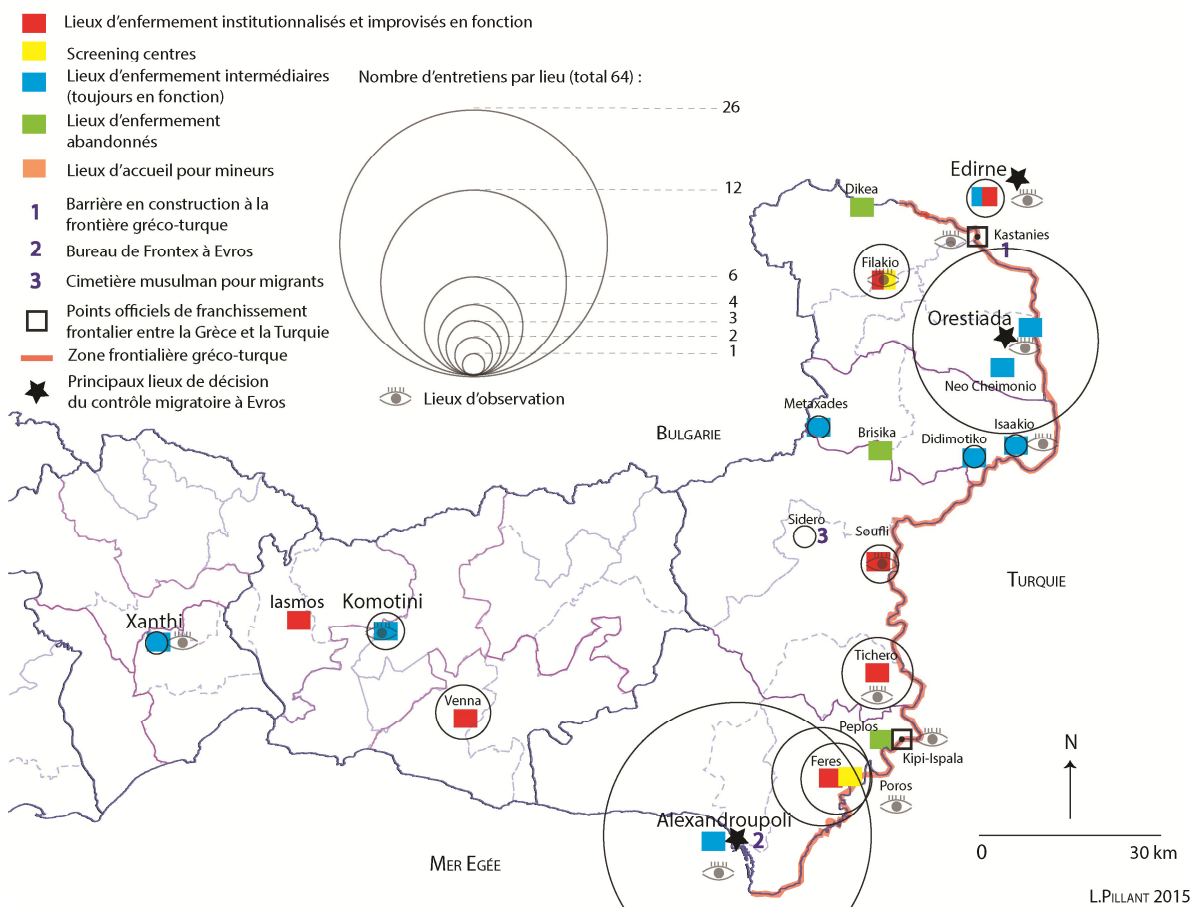 Lieux d'enfermement institutionnalisés et improvisés en fonction
Screening centres
Lieux d'enfermement intermédiaires
(toujours en fonction)
Lieux d'enfermement
abandonnés
Lieux d'accueil pour mineurs
1 Barrière en construction à la
frontière gréco-turque
2 Bureau de Frontex à Evros
3 Cimetière musulman pour migrants
Points officiels de franchissement
frontalier entre la Grèce et la Turquie
Zone frontialière gréco-turque
Principaux lieux de décision
du contrôle migratoire à Evros
Nombre d'entretiens par lieu (total 64) :
26
12
6
4
3
2
1
Lieux d'observation
Edirne
Dikea
Kastanies
1
Filakio
Orestiada
Neo Cheimonio
Metaxades
Isaakio
BULGARIE
Brisika
Didimotiko
Sidero
3
Soufli
TURQUIE
Iasmos
Komotini
Xanthi
Tichero
Venna
Peplos
Kipi-Ispala
Feres
Poros
Alexandroupoli
2
MER EGÉE
N
0
30 km
L.PILLANT 2015